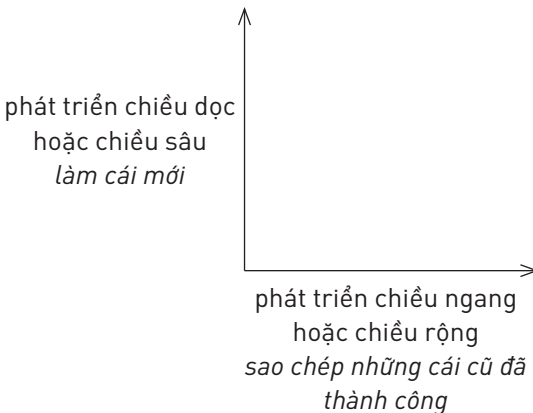 phát triển chiều dọc
hoặc chiều sâu
làm cái mới
phát triển chiều ngang
hoặc chiều rộng
sao chép những cái cũ đã
thành công